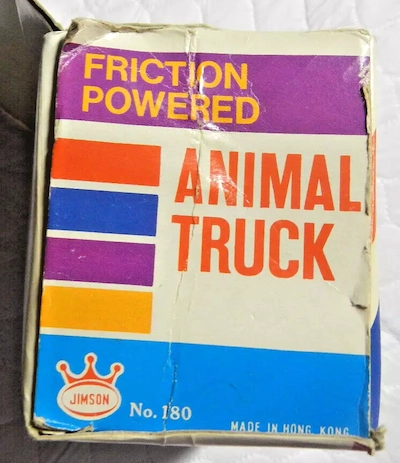 FRICTION
POWERED
ANIMAL
TRUCK
JIMSON
No. 180
MADE IN HONG KONG